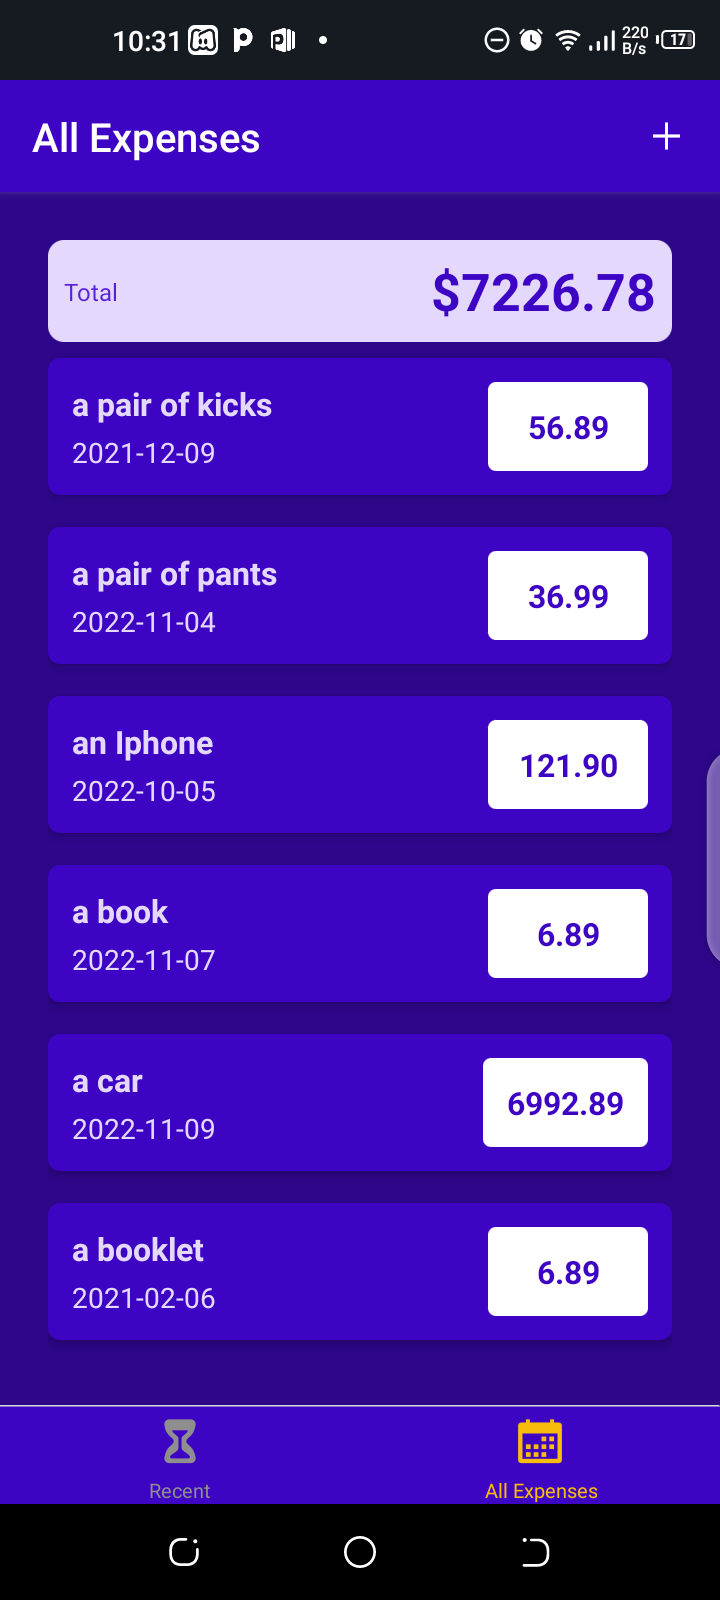 10:31
220
B/s
17
All Expenses
Total $7226.78
a pair of kicks
2021-12-09
56.89
a pair of pants
2022-11-04
36.99
an Iphone
2022-10-05
121.90
a book
2022-11-07
6.89
a car
2022-11-09
6992.89
a booklet
2021-02-06
6.89
Recent
All Expenses